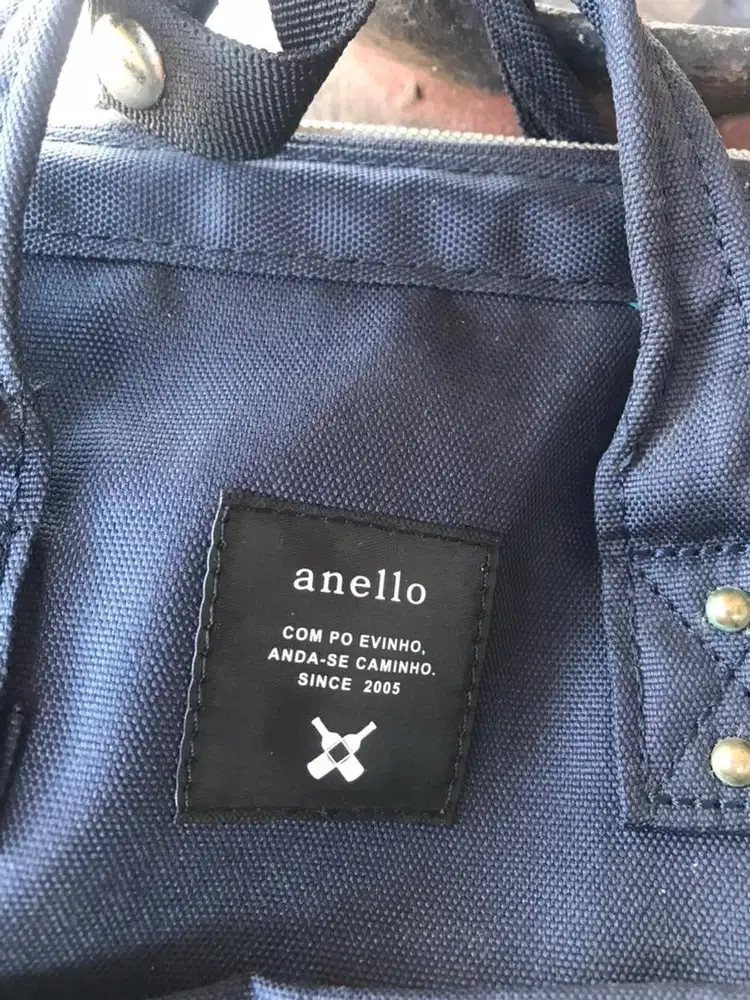 anello
COM PO EVINHO,
ANDA-SE CAMINHO.
SINCE 2005